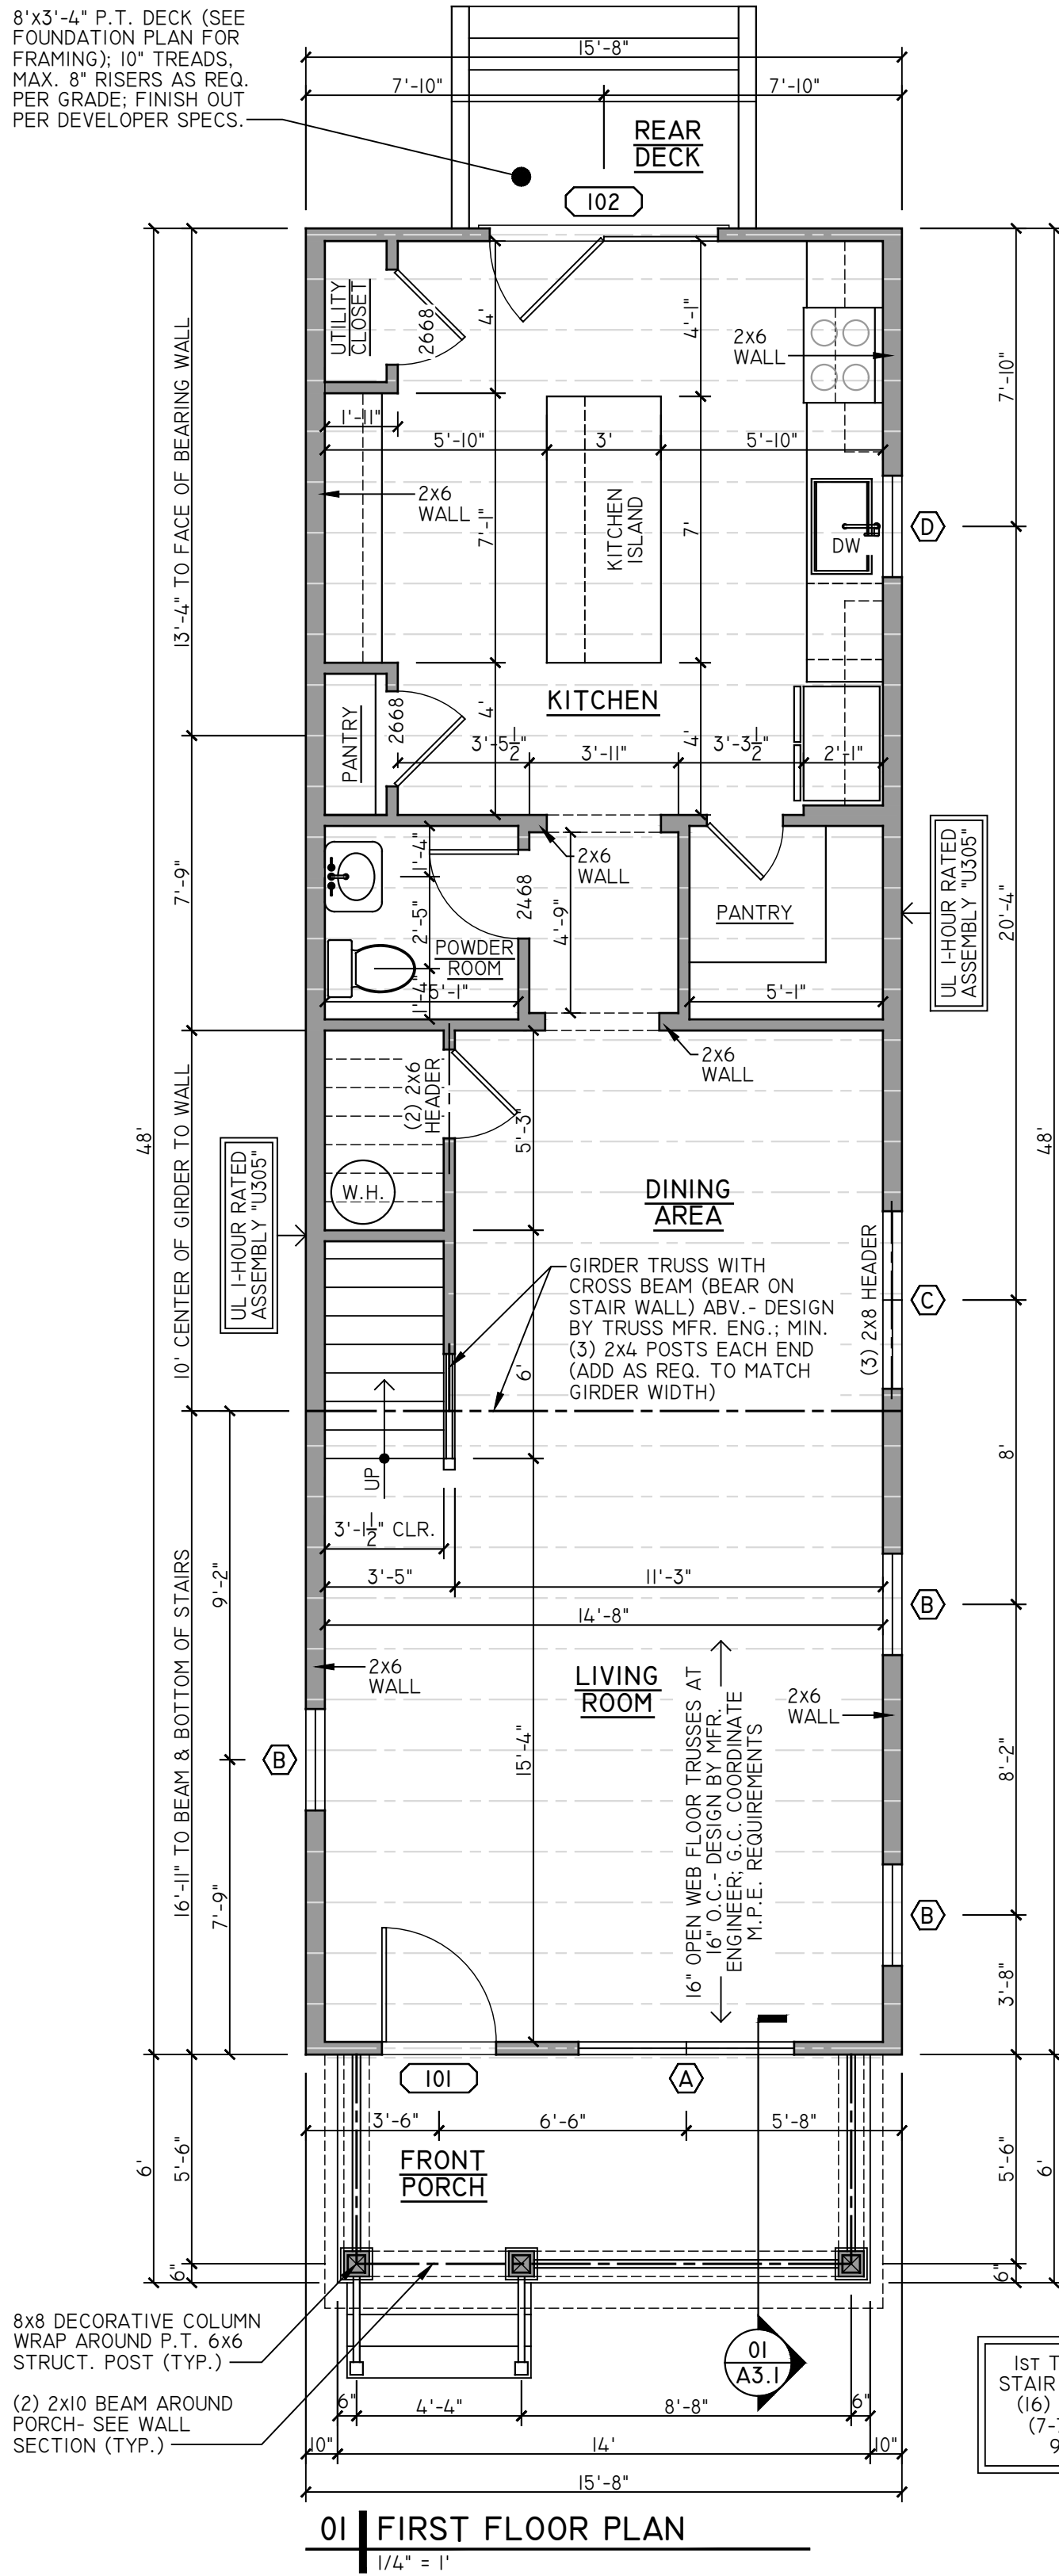 8'x3'-4" P.T. DECK (SEE
FOUNDATION PLAN FOR
FRAMING); 10" TREADS,
MAX. 8" RISERS AS REQ.
PER GRADE; FINISH OUT
PER DEVELOPER SPECS.
15'-8"
7'-10"
7'-10"
REAR
DECK
102
UTILITY
CLOSET
2668
4'
4'-1"
2x6
WALL
7'-10"
13'-4" TO FACE OF BEARING WALL
1'-11"
5'-10"
3'
5'-10"
2x6
WALL
7'-1"
KITCHEN
ISLAND
7'
DW
D
KITCHEN
PANTRY
2668
4'
4'
3'-5 1/2"
3'-11"
3'-3 1/2"
2'-1"
7'-9"
1'-4"
2'-5"
1'-4"
2468
2x6
WALL
4'-9"
PANTRY
POWDER
ROOM
5'-1"
5'-1"
UL 1-HOUR RATED
ASSEMBLY "U305"
20'-4"
2x6
WALL
48'
48'
10' CENTER OF GIRDER TO WALL
UL 1-HOUR RATED
ASSEMBLY "U305"
(2) 2x6
HEADER
5'-3"
W.H.
DINING
AREA
(3) 2x8 HEADER
C
GIRDER TRUSS WITH
CROSS BEAM (BEAR ON
STAIR WALL) ABV.- DESIGN
BY TRUSS MFR. ENG.; MIN.
(3) 2x4 POSTS EACH END
(ADD AS REQ. TO MATCH
GIRDER WIDTH)
6'
8'
UP
3'-1 1/2" CLR.
3'-5"
11'-3"
14'-8"
16'-11" TO BEAM & BOTTOM OF STAIRS
9'-2"
B
2x6
WALL
LIVING
ROOM
2x6
WALL
16" OPEN WEB FLOOR TRUSSES AT
16" O.C.- DESIGN BY MFR.
ENGINEER; G.C. COORDINATE
M.P.E. REQUIREMENTS
15'-4"
B
8'-2"
7'-9"
B
3'-8"
101
A
3'-6"
6'-6"
5'-8"
FRONT
PORCH
6'
5'-6"
6"
5'-6"
6'
6"
8x8 DECORATIVE COLUMN
WRAP AROUND P.T. 6x6
STRUCT. POST (TYP.)
(2) 2x10 BEAM AROUND
PORCH- SEE WALL
SECTION (TYP.)
01
A3.1
6"
4'-4"
8'-8"
6"
10"
14'
10"
15'-8"
1ST T
STAIR
(16)
(7-
9
01 FIRST FLOOR PLAN
1/4" = 1'